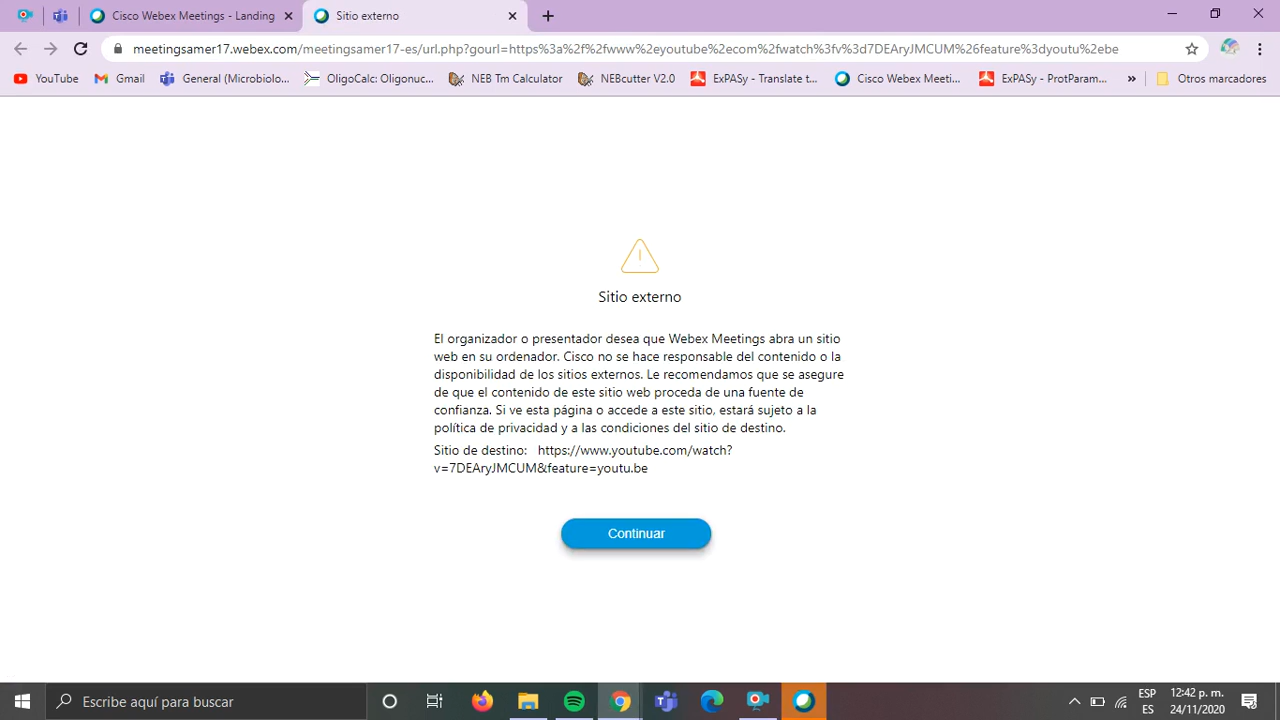 Cisco Webex Meetings - Landing
Sitio externo
meetingsamer17.webex.com/meetingsamer17-es/url.php?gourl=https%3a%2f%2fwww%2eyoutube%2ecom%2fwatch%3fv%3d7DEAryJMCUM%26feature%3dyoutu%2ebe
YouTube
Gmail
General (Microbiolo...
OligoCalc: Oligonuc...
NEB Tm Calculator
NEBcutter V2.0
ExPASy - Translate t...
Cisco Webex Meeti...
ExPASy - ProtParam...
»
Otros marcadores
Sitio externo
El organizador o presentador desea que Webex Meetings abra un sitio
web en su ordenador. Cisco no se hace responsable del contenido o la
disponibilidad de los sitios externos. Le recomendamos que se asegure
de que el contenido de este sitio web proceda de una fuente de
confianza. Si ve esta página o accede a este sitio, estará sujeto a la
política de privacidad y a las condiciones del sitio de destino.
Sitio de destino: https://www.youtube.com/watch?
v=7DEAryJMCUM&feature=youtu.be
Continuar
Escribe aquí para buscar
ESP
ES
12:42 p. m.
24/11/2020